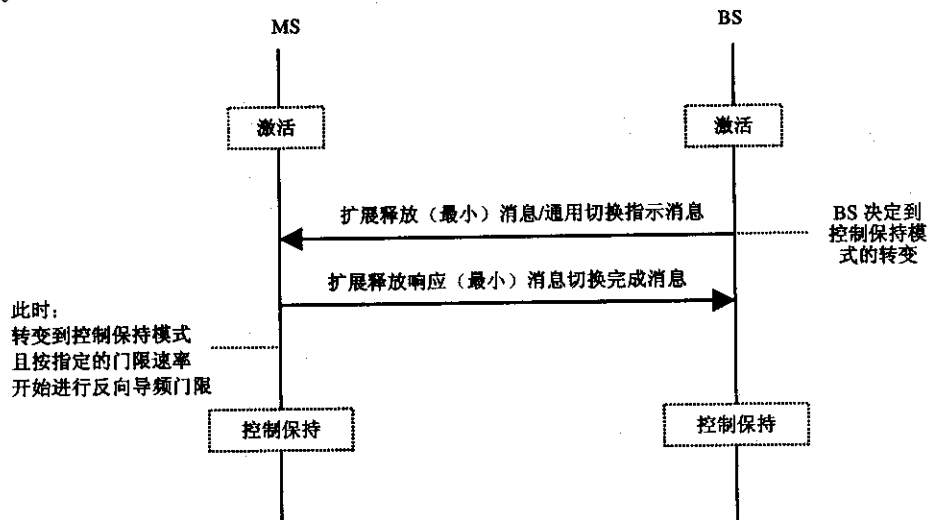 MS
BS
激活
激活
扩展释放（最小）消息/通用切换指示消息
BS 决定到
控制保持模
式的转变
扩展释放响应（最小）消息切换完成消息
此时：
转变到控制保持模式
且按指定的门限速率
开始进行反向导频门限
控制保持
控制保持